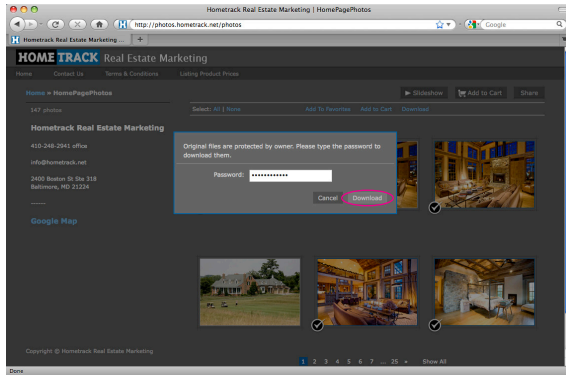 Hometrack Real Estate Marketing | HomePagePhotos
http://photos.hometrack.net/photos
Google
Hometrack Real Estate Marketing ...
HOME TRACK Real Estate Marketing
Home Contact Us Terms & Conditions Listing Product Prices
Home » HomePagePhotos
Slideshow Add to Cart Share
147 photos
Select: All | None Add To Favorites Add to Cart Download
Hometrack Real Estate Marketing
410-248-2941 office
info@hometrack.net
2400 Boston St Ste 318
Baltimore, MD 21224
Google Map
Original files are protected by owner. Please type the password to
download them.
Password: ••••••••••••
Cancel Download
Copyright © Hometrack Real Estate Marketing
1 2 3 4 5 6 7 ... 25 » Show All
Done